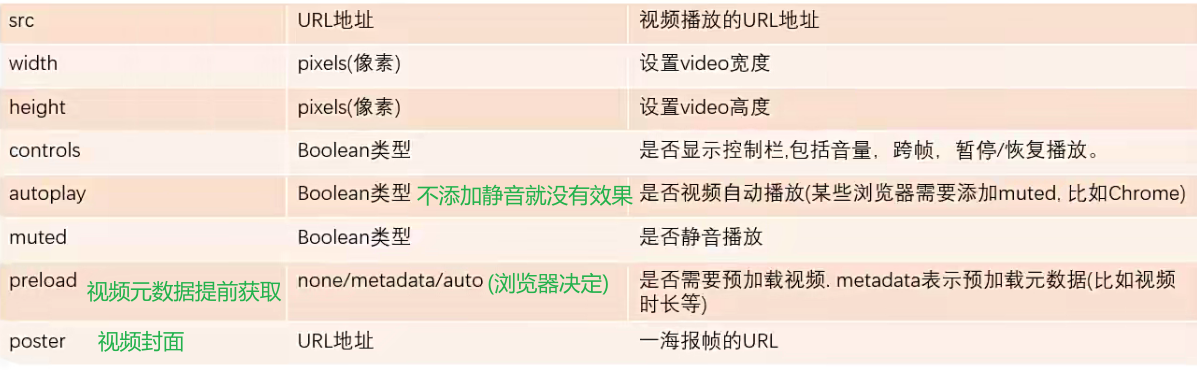 src URL地址 视频播放的URL地址
width pixels(像素) 设置video宽度
height pixels(像素) 设置video高度
controls Boolean类型 是否显示控制栏,包括音量，跨帧，暂停/恢复播放。
autoplay Boolean类型 不添加静音就没有效果 是否视频自动播放(某些浏览器需要添加muted, 比如Chrome)
muted Boolean类型 是否静音播放
preload 视频元数据提前获取 none/metadata/auto (浏览器决定) 是否需要预加载视频. metadata表示预加载元数据(比如视频
时长等)
poster 视频封面 URL地址 一海报帧的URL